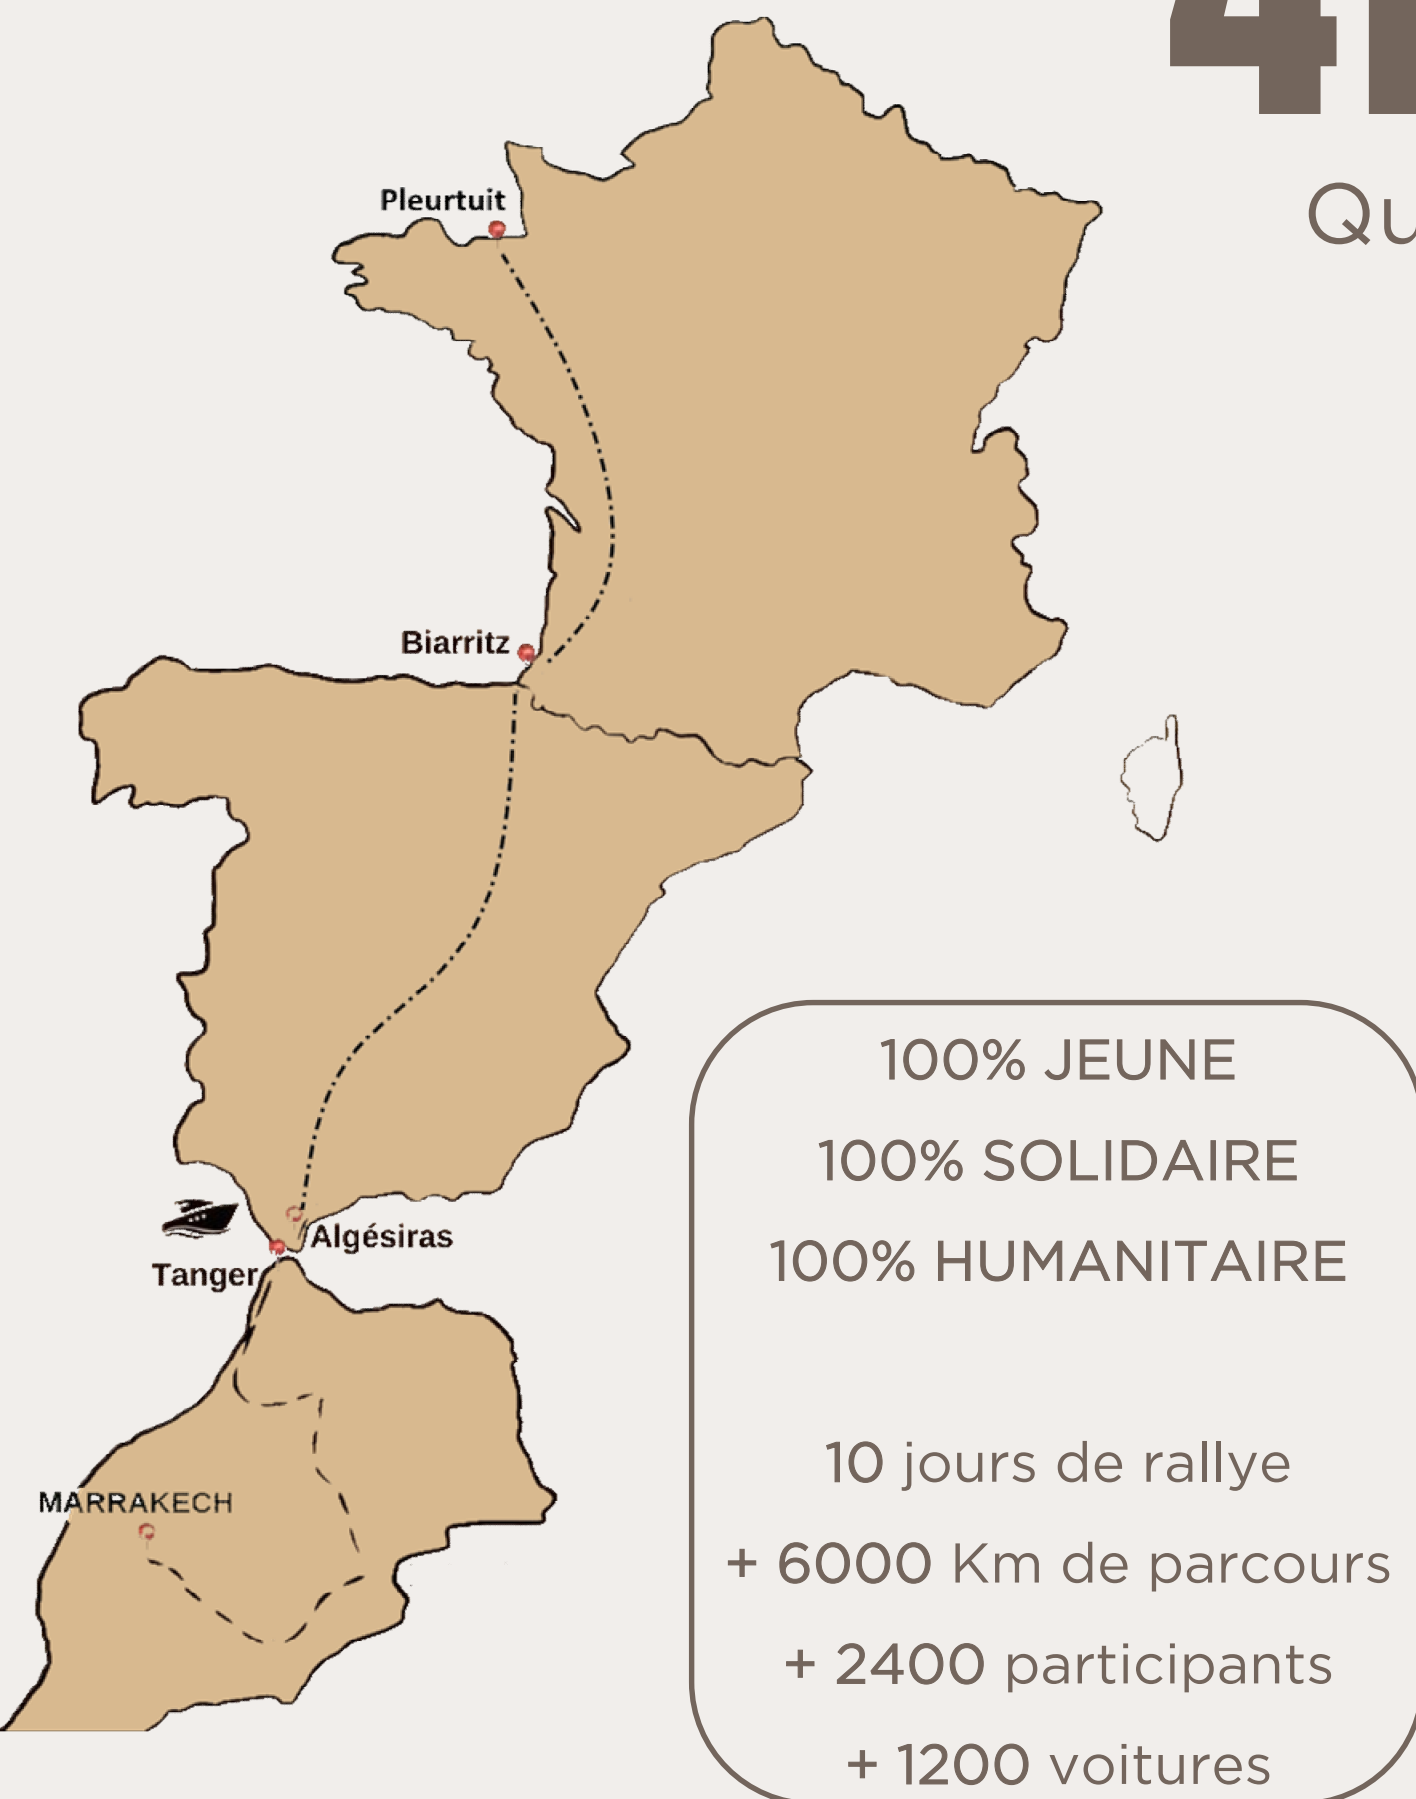 Pleurtuit
Biarritz
Algésiras
Tanger
MARRAKECH
100% JEUNE
100% SOLIDAIRE
100% HUMANITAIRE
10 jours de rallye
+ 6000 Km de parcours
+ 2400 participants
+ 1200 voitures